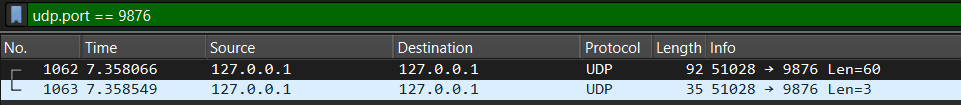 udp.port == 9876
No. Time Source Destination Protocol Length Info
1062 7.358066 127.0.0.1 127.0.0.1 UDP 92 51028 → 9876 Len=60
1063 7.358549 127.0.0.1 127.0.0.1 UDP 35 51028 → 9876 Len=3